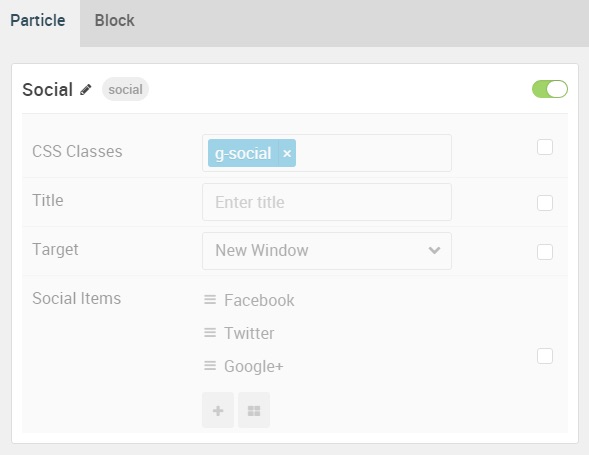 Particle Block
Social social
CSS Classes g-social ×
Title Enter title
Target New Window
Social Items Facebook
Twitter
Google+